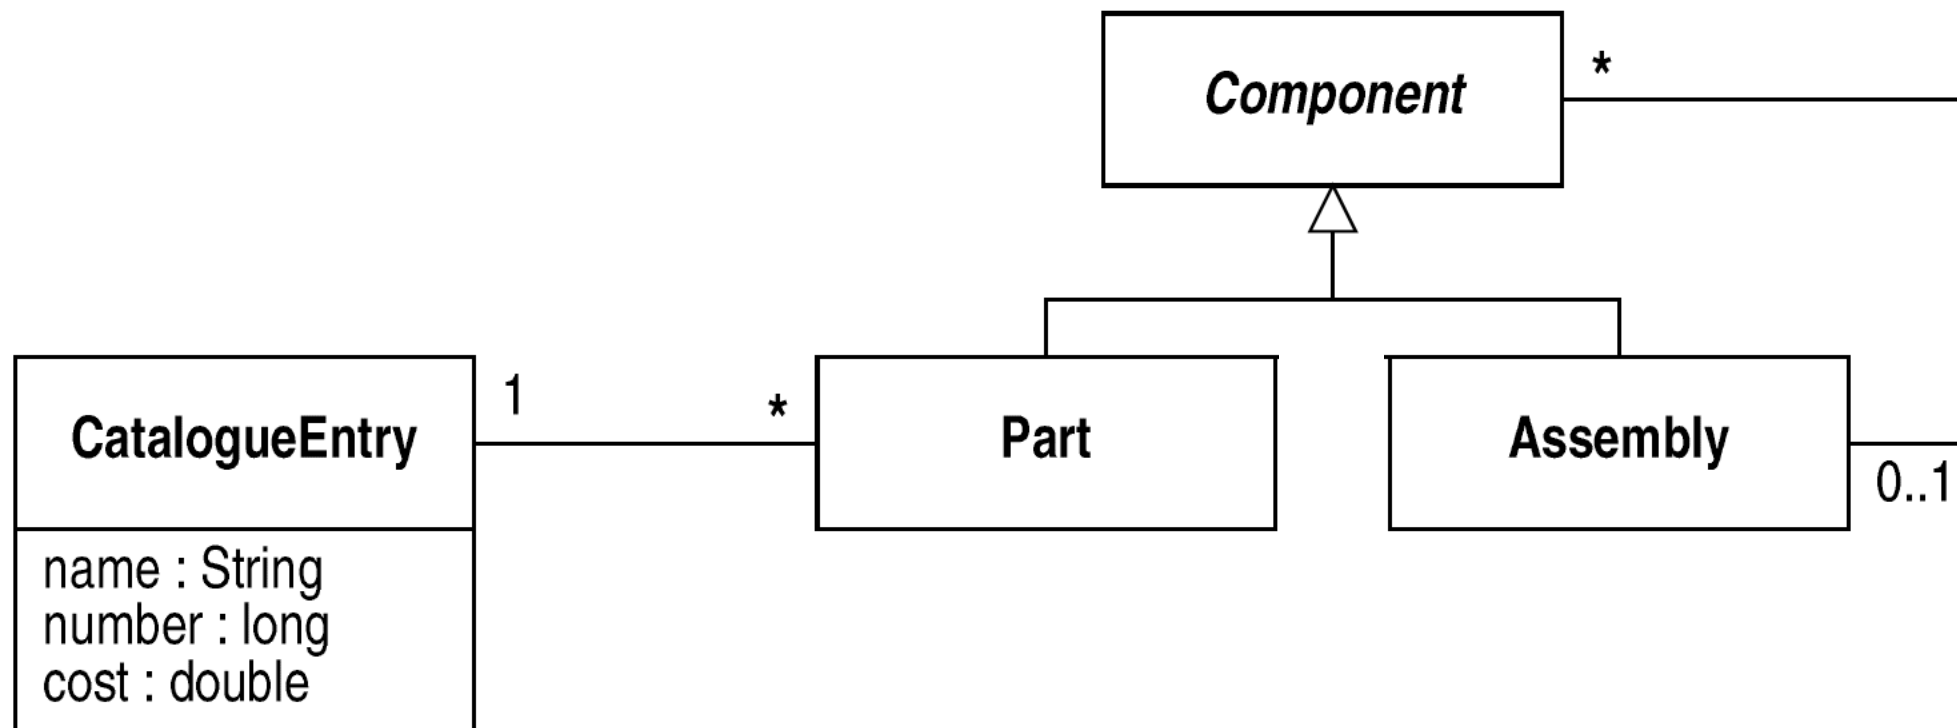 Component
*
CatalogueEntry
1
*
Part
Assembly
0..1
name : String
number : long
cost : double